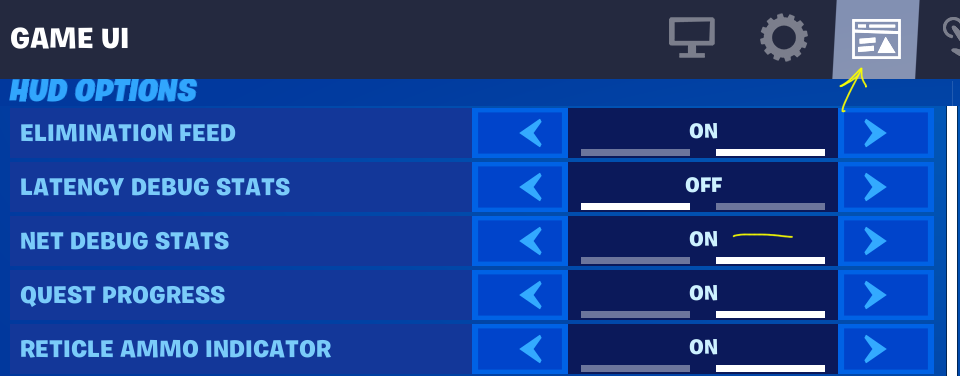 GAME UI
HUD OPTIONS
ELIMINATION FEED ON
LATENCY DEBUG STATS OFF
NET DEBUG STATS ON
QUEST PROGRESS ON
RETICLE AMMO INDICATOR ON